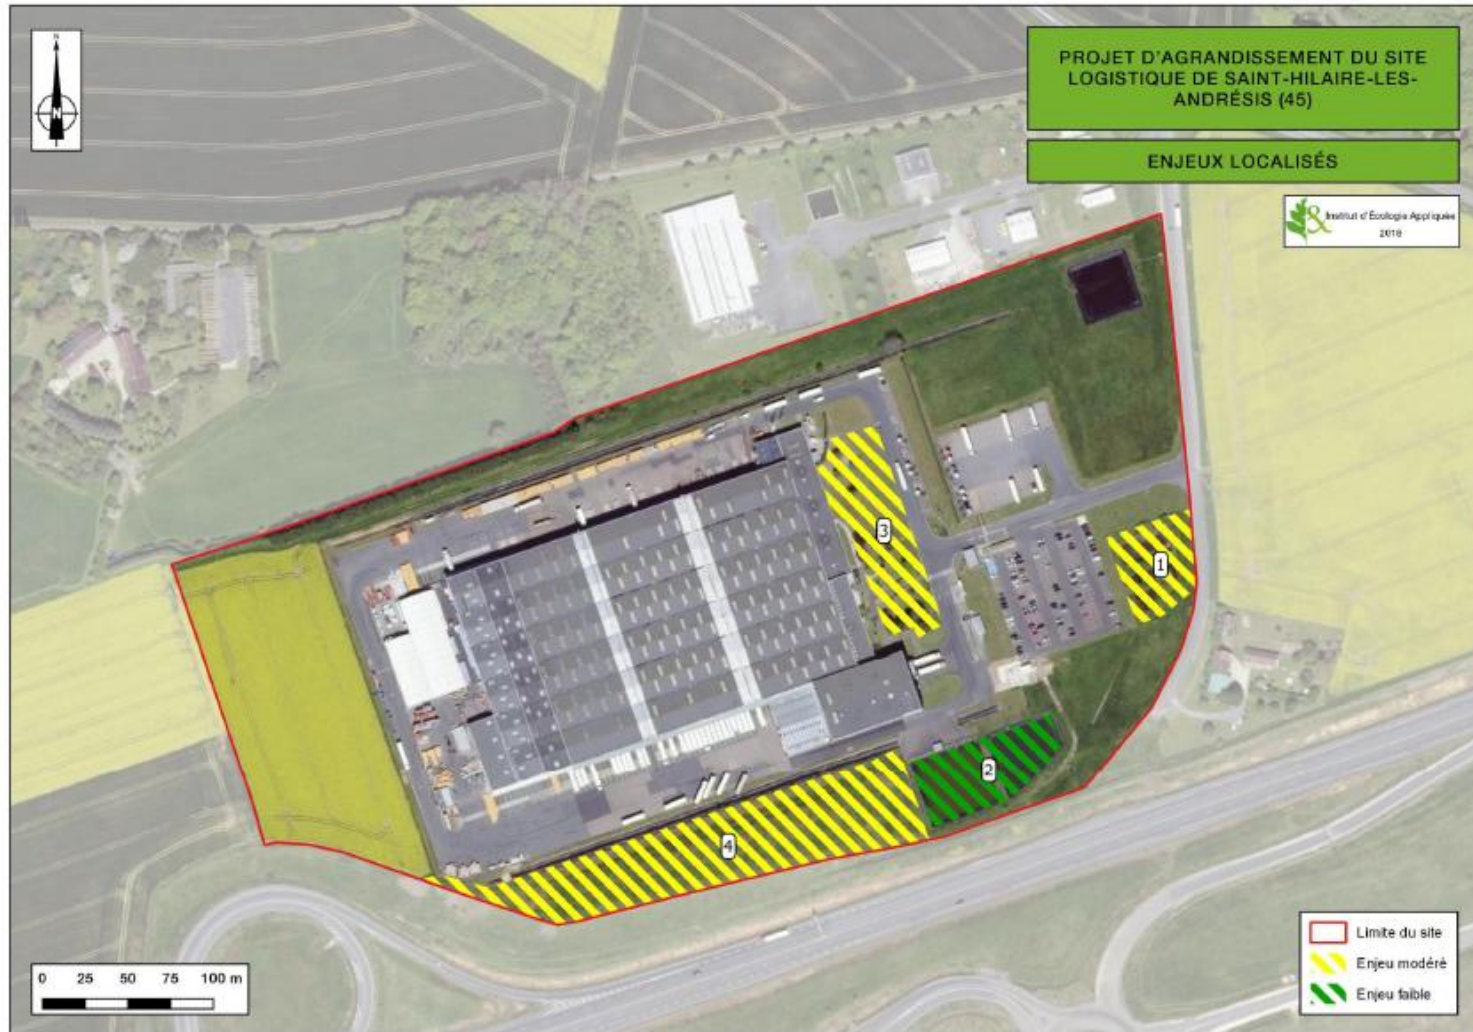 N
N
PROJET D'AGRANDISSEMENT DU SITE
LOGISTIQUE DE SAINT-HILAIRE-LES-
ANDRÉSIS (45)
ENJEUX LOCALISÉS
& Institut d'Écologie Appliquée
2018
3
1
2
4
0 25 50 75 100 m
Limite du site
Enjeu modéré
Enjeu faible